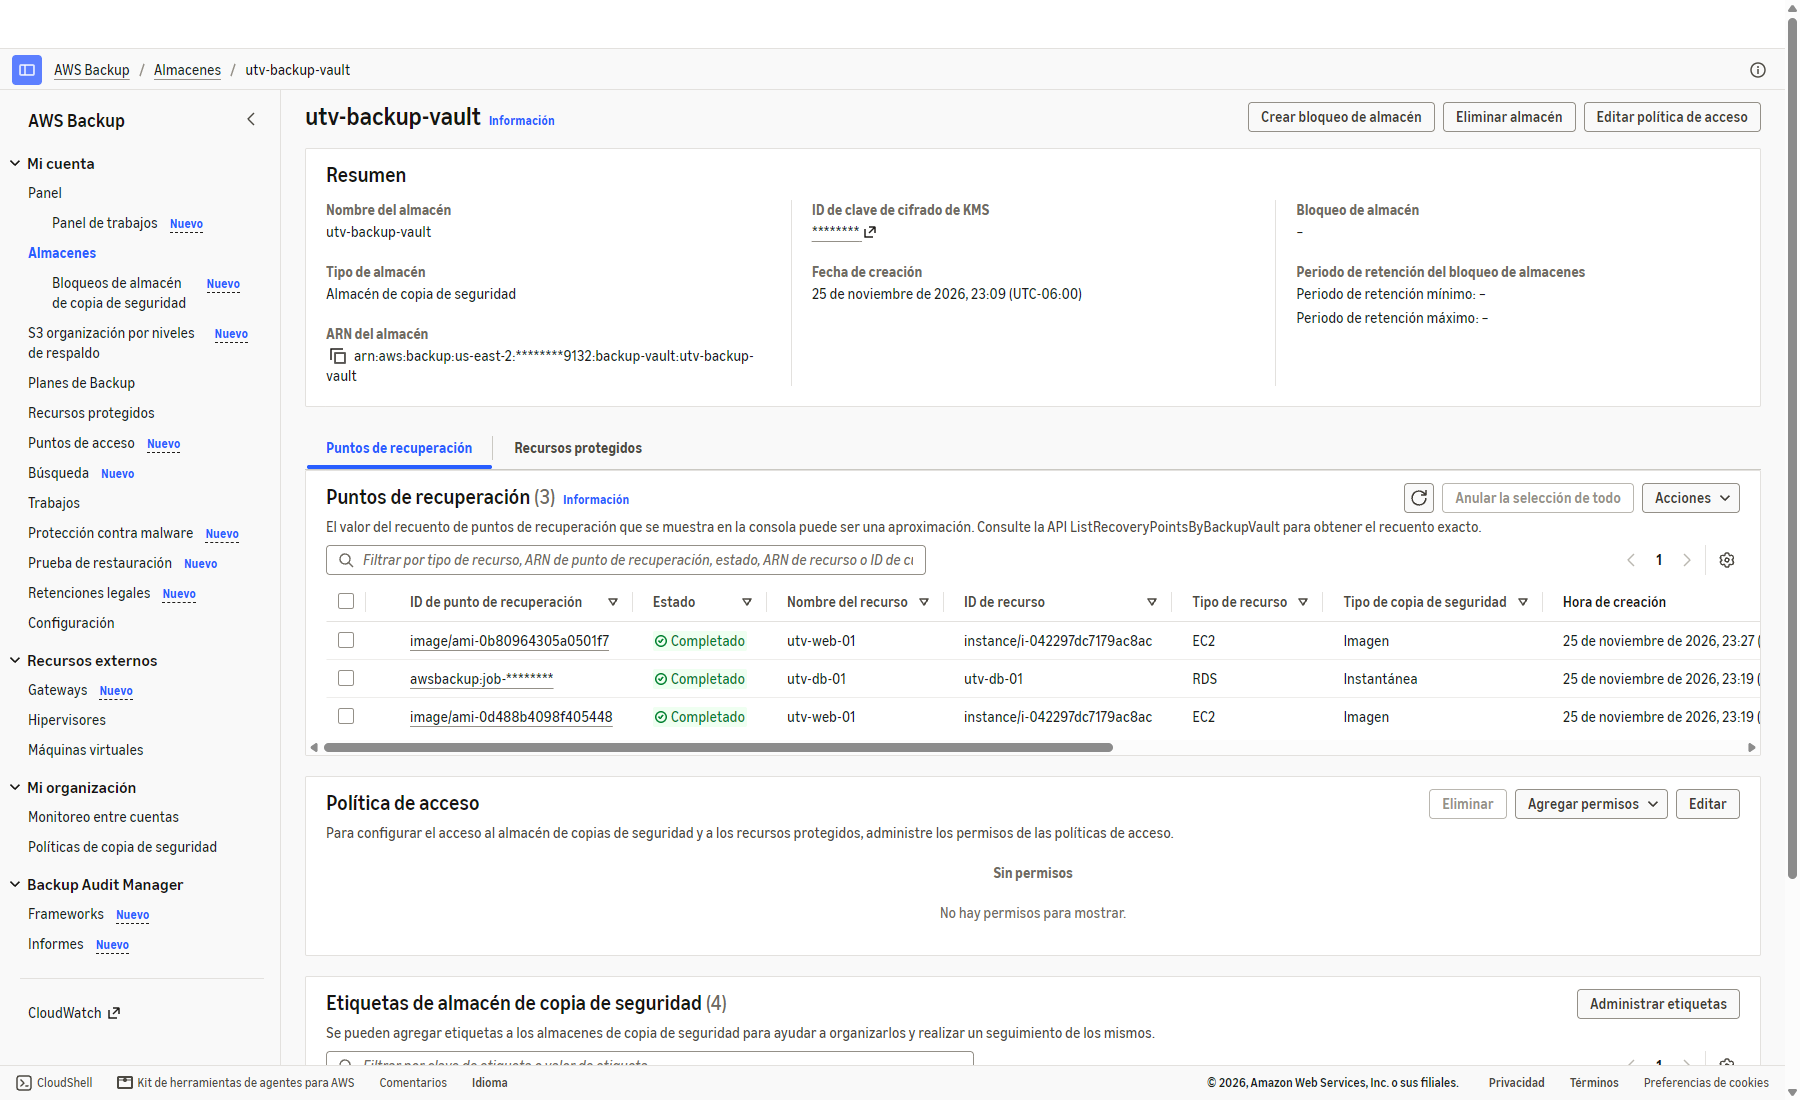 AWS Backup / Almacenes / utv-backup-vault
AWS Backup
Mi cuenta
Panel
Panel de trabajos Nuevo
Almacenes
Bloqueos de almacén de copia de seguridad Nuevo
S3 organización por niveles de respaldo Nuevo
Planes de Backup
Recursos protegidos
Puntos de acceso Nuevo
Búsqueda Nuevo
Trabajos
Protección contra malware Nuevo
Prueba de restauración Nuevo
Retenciones legales Nuevo
Configuración
Recursos externos
Gateways Nuevo
Hipervisores
Máquinas virtuales
Mi organización
Monitoreo entre cuentas
Políticas de copia de seguridad
Backup Audit Manager
Frameworks Nuevo
Informes Nuevo
CloudWatch
utv-backup-vault Información
Crear bloqueo de almacén Eliminar almacén Editar política de acceso
Resumen
Nombre del almacén
utv-backup-vault
Tipo de almacén
Almacén de copia de seguridad
ARN del almacén
arn:aws:backup:us-east-2:********9132:backup-vault:utv-backup-
vault
ID de clave de cifrado de KMS
********
Fecha de creación
25 de noviembre de 2026, 23:09 (UTC-06:00)
Bloqueo de almacén
–
Periodo de retención del bloqueo de almacenes
Periodo de retención mínimo: –
Periodo de retención máximo: –
Puntos de recuperación Recursos protegidos
Puntos de recuperación (3) Información
Anular la selección de todo Acciones
El valor del recuento de puntos de recuperación que se muestra en la consola puede ser una aproximación. Consulte la API ListRecoveryPointsByBackupVault para obtener el recuento exacto.
Filtrar por tipo de recurso, ARN de punto de recuperación, estado, ARN de recurso o ID de cu
1
ID de punto de recuperación Estado Nombre del recurso ID de recurso Tipo de recurso Tipo de copia de seguridad Hora de creación
image/ami-0b80964305a0501f7 Completado utv-web-01 instance/i-042297dc7179ac8ac EC2 Imagen 25 de noviembre de 2026, 23:27 (
awsbackup:job-******** Completado utv-db-01 utv-db-01 RDS Instantánea 25 de noviembre de 2026, 23:19 (
image/ami-0d488b4098f405448 Completado utv-web-01 instance/i-042297dc7179ac8ac EC2 Imagen 25 de noviembre de 2026, 23:19 (
Política de acceso
Eliminar Agregar permisos Editar
Para configurar el acceso al almacén de copias de seguridad y a los recursos protegidos, administre los permisos de las políticas de acceso.
Sin permisos
No hay permisos para mostrar.
Etiquetas de almacén de copia de seguridad (4)
Administrar etiquetas
Se pueden agregar etiquetas a los almacenes de copia de seguridad para ayudar a organizarlos y realizar un seguimiento de los mismos.
Filtrar por clave de etiqueta o valor de etiqueta
1
CloudShell Kit de herramientas de agentes para AWS Comentarios Idioma
© 2026, Amazon Web Services, Inc. o sus filiales. Privacidad Términos Preferencias de cookies